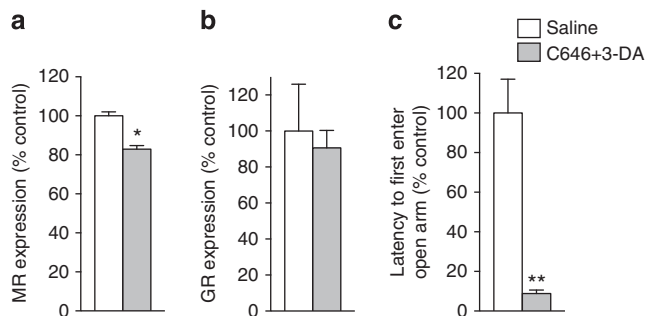 a
b
c
Saline
C646+3-DA
MR expression (% control)
120
100
80
60
40
20
0
*
GR expression (% control)
120
100
80
60
40
20
0
Latency to first enter
open arm (% control)
120
100
80
60
40
20
0
**